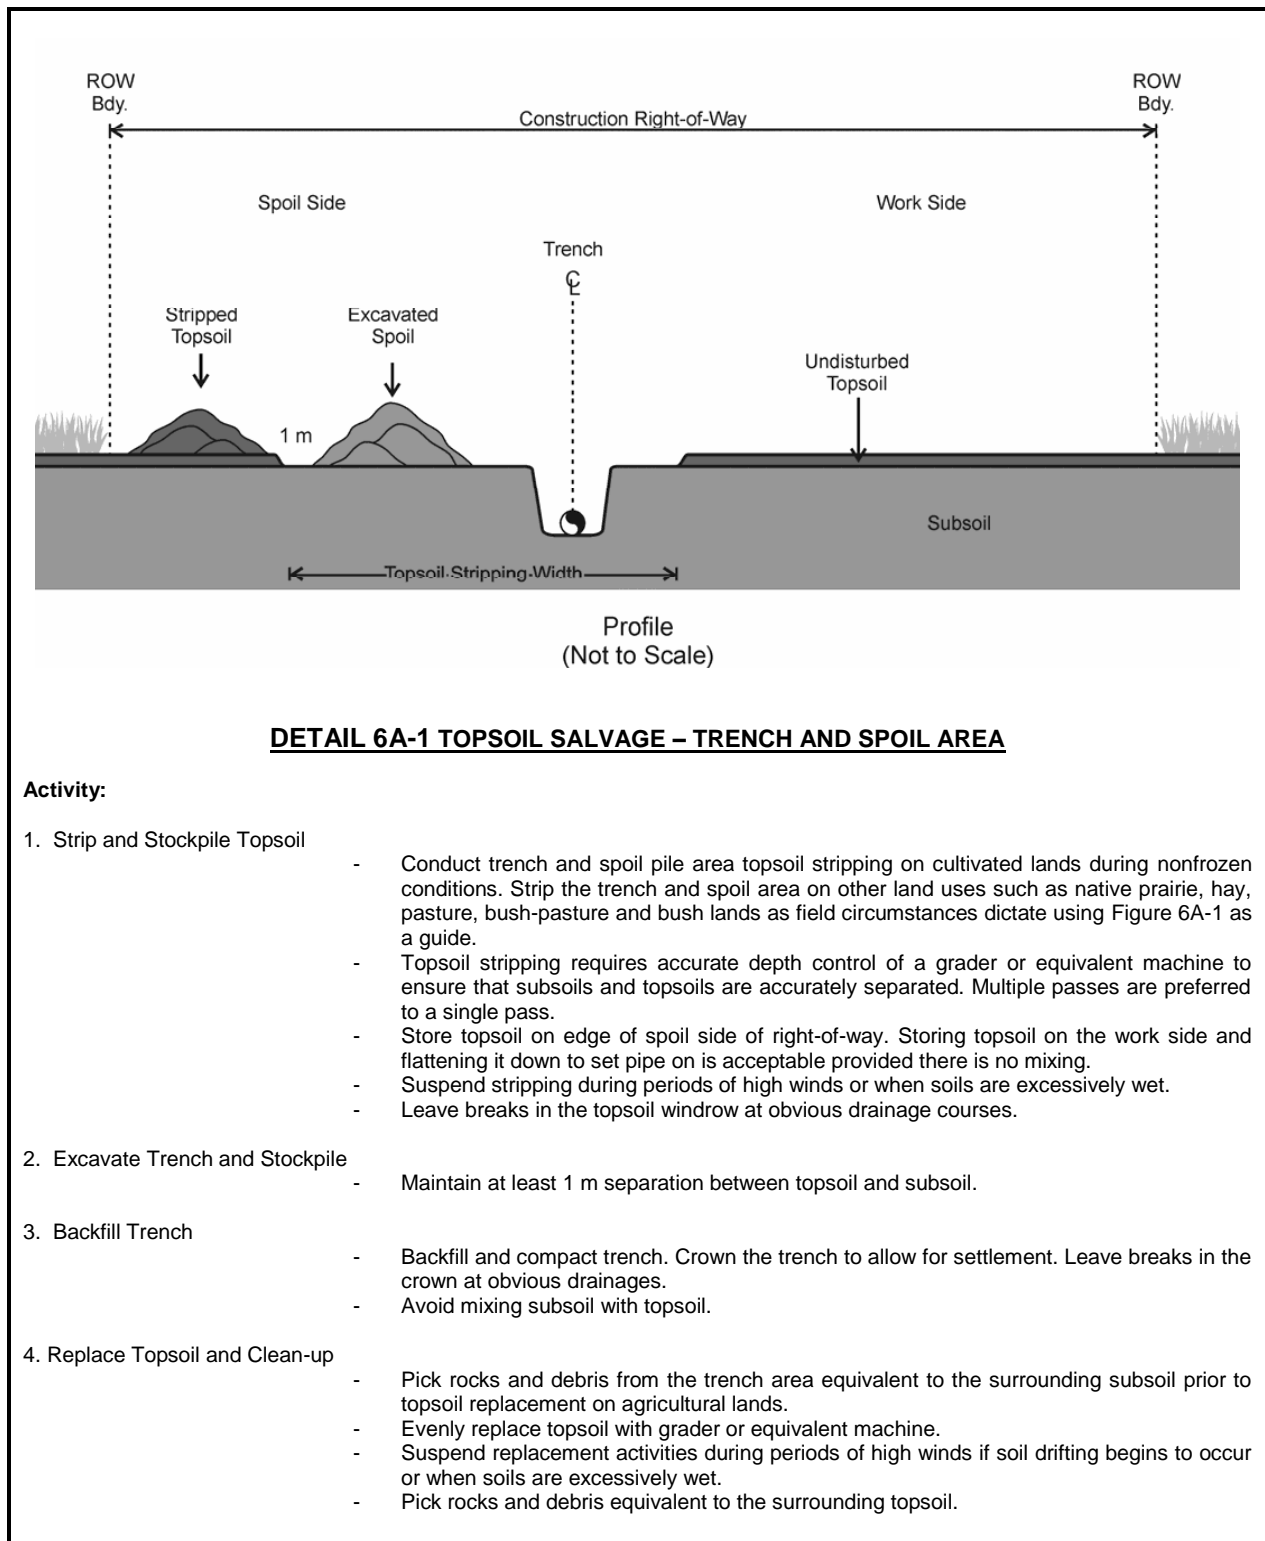 ROW
Bdy.
ROW
Bdy.
Construction Right-of-Way
Spoil Side
Work Side
Trench
℄
Stripped
Topsoil
Excavated
Spoil
Undisturbed
Topsoil
1 m
Subsoil
Topsoil Stripping Width
Profile
(Not to Scale)
DETAIL 6A-1 TOPSOIL SALVAGE – TRENCH AND SPOIL AREA
Activity:
1. Strip and Stockpile Topsoil
- Conduct trench and spoil pile area topsoil stripping on cultivated lands during nonfrozen
conditions. Strip the trench and spoil area on other land uses such as native prairie, hay,
pasture, bush-pasture and bush lands as field circumstances dictate using Figure 6A-1 as
a guide.
- Topsoil stripping requires accurate depth control of a grader or equivalent machine to
ensure that subsoils and topsoils are accurately separated. Multiple passes are preferred
to a single pass.
- Store topsoil on edge of spoil side of right-of-way. Storing topsoil on the work side and
flattening it down to set pipe on is acceptable provided there is no mixing.
- Suspend stripping during periods of high winds or when soils are excessively wet.
- Leave breaks in the topsoil windrow at obvious drainage courses.
2. Excavate Trench and Stockpile
- Maintain at least 1 m separation between topsoil and subsoil.
3. Backfill Trench
- Backfill and compact trench. Crown the trench to allow for settlement. Leave breaks in the
crown at obvious drainages.
- Avoid mixing subsoil with topsoil.
4. Replace Topsoil and Clean-up
- Pick rocks and debris from the trench area equivalent to the surrounding subsoil prior to
topsoil replacement on agricultural lands.
- Evenly replace topsoil with grader or equivalent machine.
- Suspend replacement activities during periods of high winds if soil drifting begins to occur
or when soils are excessively wet.
- Pick rocks and debris equivalent to the surrounding topsoil.